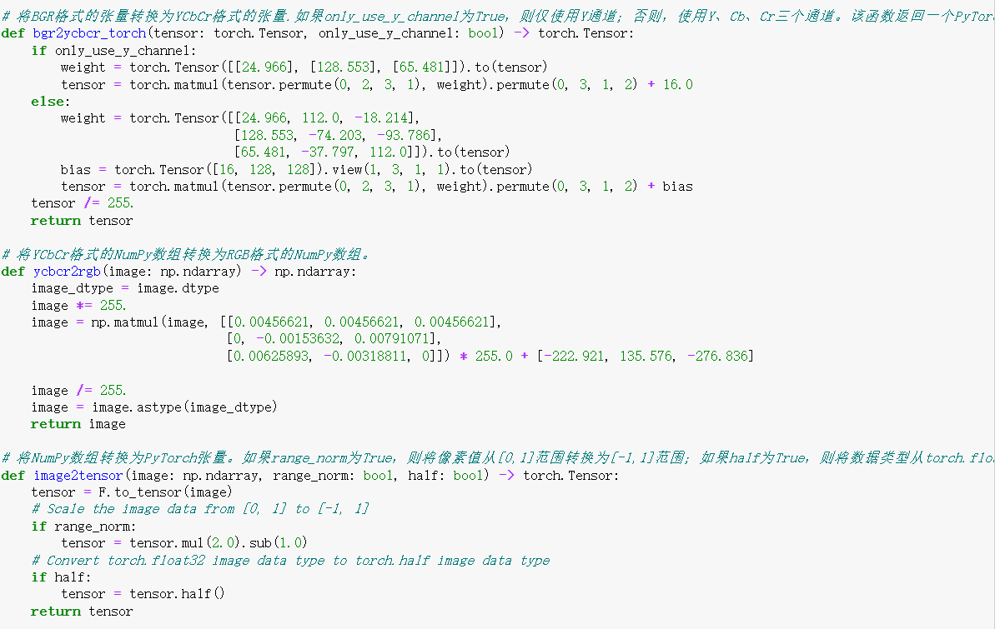 # 将BGR格式的张量转换为YCbCr格式的张量.如果only_use_y_channel为True，则仅使用Y通道；否则，使用Y、Cb、Cr三个通道。该函数返回一个PyTor
def bgr2ycbcr_torch(tensor: torch.Tensor, only_use_y_channel: bool) -> torch.Tensor:
    if only_use_y_channel:
        weight = torch.Tensor([[24.966], [128.553], [65.481]]).to(tensor)
        tensor = torch.matmul(tensor.permute(0, 2, 3, 1), weight).permute(0, 3, 1, 2) + 16.0
    else:
        weight = torch.Tensor([[24.966, 112.0, -18.214],
                               [128.553, -74.203, -93.786],
                               [65.481, -37.797, 112.0]]).to(tensor)
        bias = torch.Tensor([16, 128, 128]).view(1, 3, 1, 1).to(tensor)
        tensor = torch.matmul(tensor.permute(0, 2, 3, 1), weight).permute(0, 3, 1, 2) + bias
    tensor /= 255.
    return tensor
# 将YCbCr格式的NumPy数组转换为RGB格式的NumPy数组。
def ycbcr2rgb(image: np.ndarray) -> np.ndarray:
    image_dtype = image.dtype
    image *= 255.
    image = np.matmul(image, [[0.00456621, 0.00456621, 0.00456621],
                              [0, -0.00153632, 0.00791071],
                              [0.00625893, -0.00318811, 0]]) * 255.0 + [-222.921, 135.576, -276.836]
    image /= 255.
    image = image.astype(image_dtype)
    return image
# 将NumPy数组转换为PyTorch张量。如果range_norm为True，则将像素值从[0,1]范围转换为[-1,1]范围；如果half为True，则将数据类型从torch.flo
def image2tensor(image: np.ndarray, range_norm: bool, half: bool) -> torch.Tensor:
    tensor = F.to_tensor(image)
    # Scale the image data from [0, 1] to [-1, 1]
    if range_norm:
        tensor = tensor.mul(2.0).sub(1.0)
    # Convert torch.float32 image data type to torch.half image data type
    if half:
        tensor = tensor.half()
    return tensor